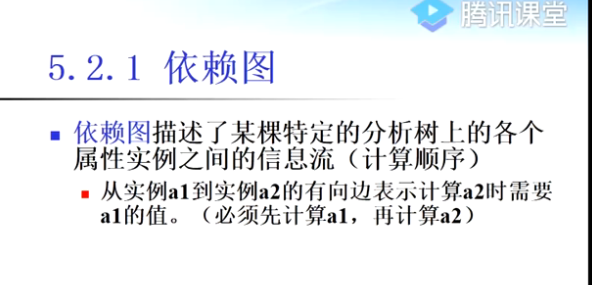 腾讯课堂
5.2.1 依赖图
依赖图描述了某棵特定的分析树上的各个
属性实例之间的信息流（计算顺序）
从实例a1到实例a2的有向边表示计算a2时需要
a1的值。（必须先计算a1，再计算a2）